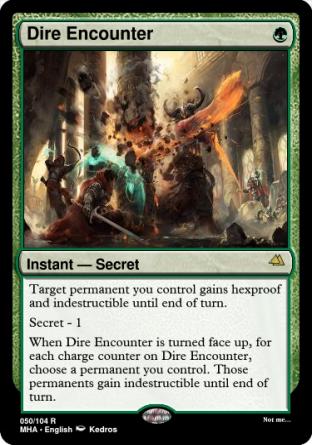 Dire Encounter
Instant — Secret
Target permanent you control gains hexproof
and indestructible until end of turn.
Secret - 1
When Dire Encounter is turned face up, for
each charge counter on Dire Encounter,
choose a permanent you control. Those
permanents gain indestructible until end of
turn.
050/104 R
Not me...
MHA • English Kedros